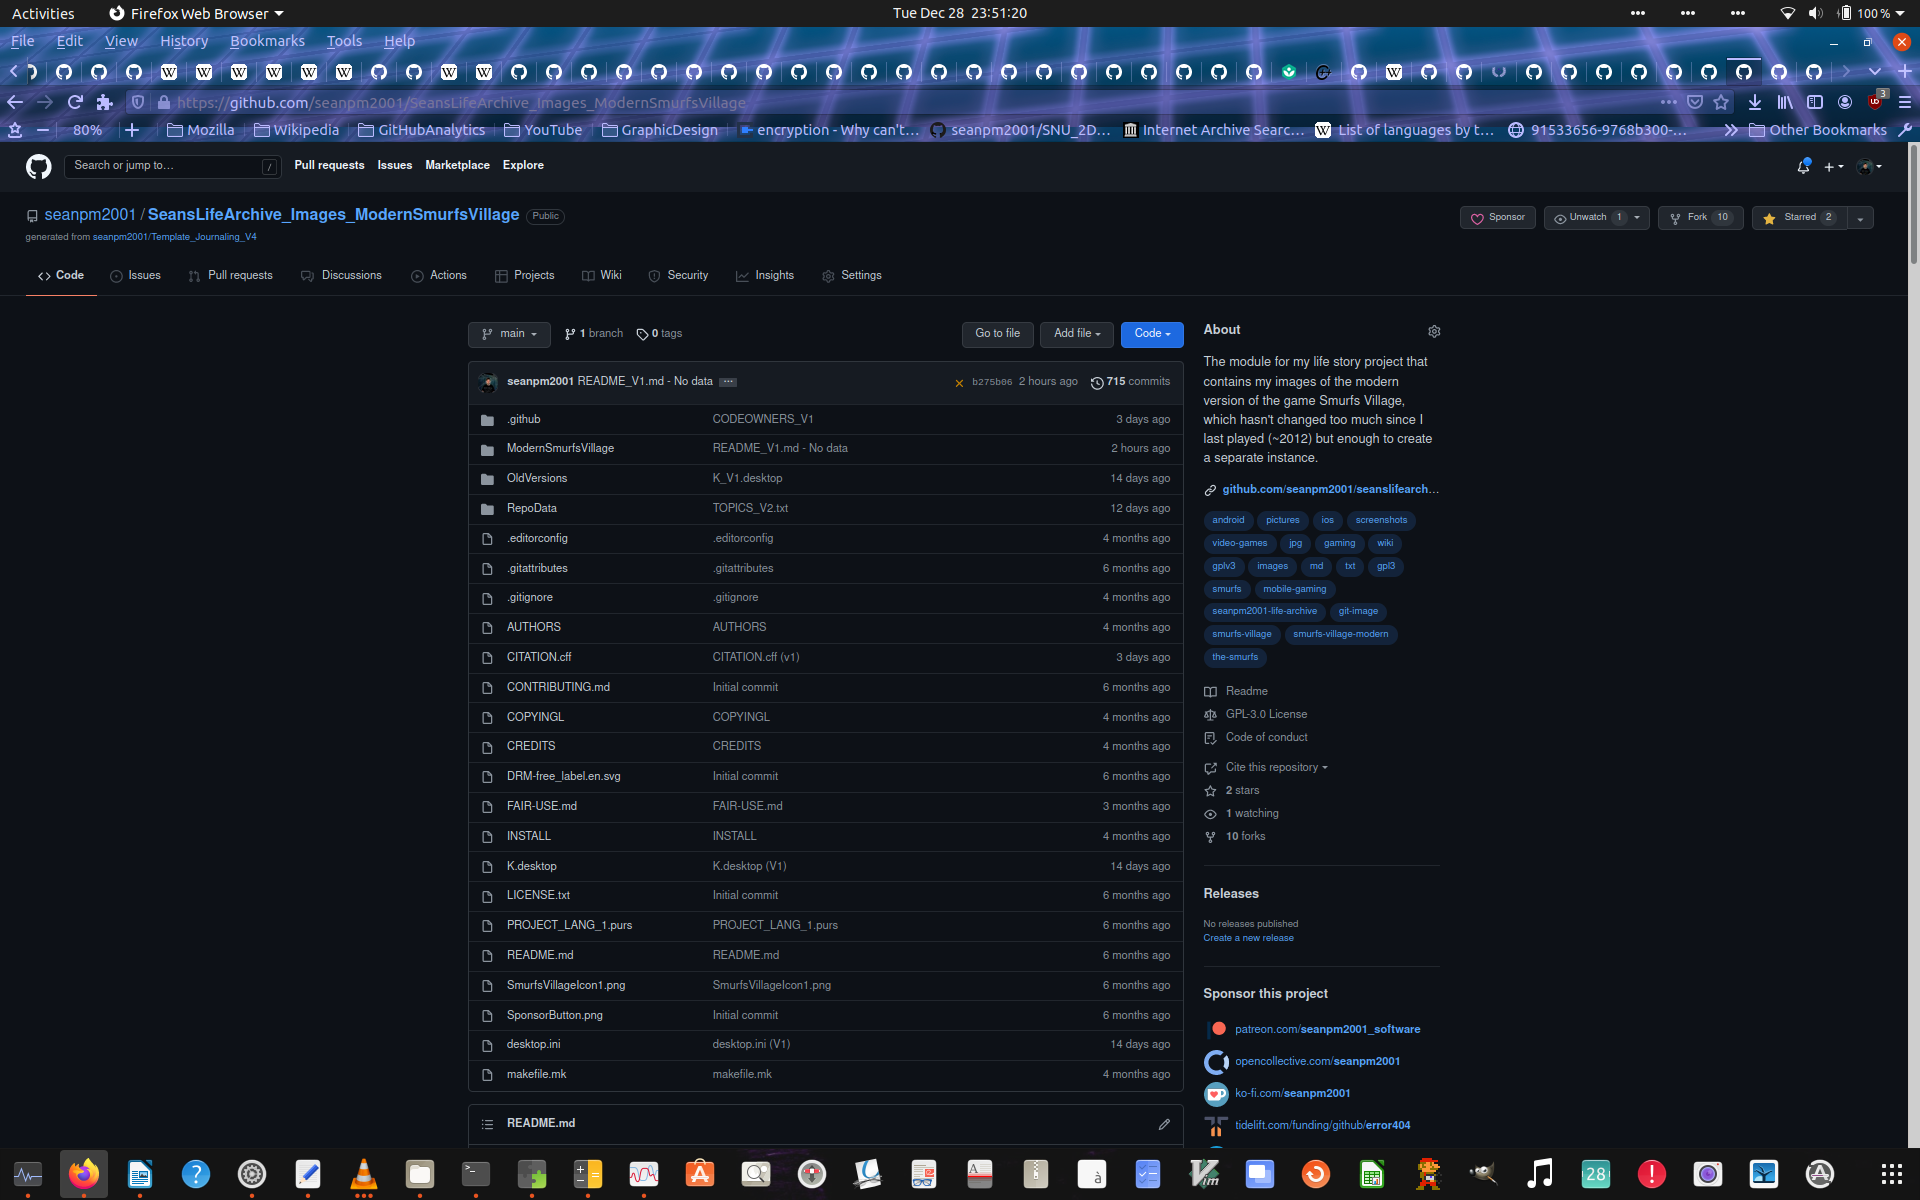 Activities Firefox Web Browser Tue Dec 28 23:51:20 100 %
File Edit View History Bookmarks Tools Help
https://github.com/seanpm2001/SeansLifeArchive_Images_ModernSmurfsVillage 3
80% Mozilla Wikipedia GitHubAnalytics YouTube GraphicDesign encryption - Why can't… seanpm2001/SNU_2D… Internet Archive Searc… List of languages by t… 91533656-9768b300-… Other Bookmarks
Search or jump to… / Pull requests Issues Marketplace Explore
seanpm2001 / SeansLifeArchive_Images_ModernSmurfsVillage Public
Sponsor Unwatch 1 Fork 10 Starred 2
generated from seanpm2001/Template_Journaling_V4
Code Issues Pull requests Discussions Actions Projects Wiki Security Insights Settings
main 1 branch 0 tags Go to file Add file Code
seanpm2001 README_V1.md - No data b275b06 2 hours ago 715 commits
.github CODEOWNERS_V1 3 days ago
ModernSmurfsVillage README_V1.md - No data 2 hours ago
OldVersions K_V1.desktop 14 days ago
RepoData TOPICS_V2.txt 12 days ago
.editorconfig .editorconfig 4 months ago
.gitattributes .gitattributes 6 months ago
.gitignore .gitignore 4 months ago
AUTHORS AUTHORS 4 months ago
CITATION.cff CITATION.cff (v1) 3 days ago
CONTRIBUTING.md Initial commit 6 months ago
COPYINGL COPYINGL 4 months ago
CREDITS CREDITS 4 months ago
DRM-free_label.en.svg Initial commit 6 months ago
FAIR-USE.md FAIR-USE.md 3 months ago
INSTALL INSTALL 4 months ago
K.desktop K.desktop (V1) 14 days ago
LICENSE.txt Initial commit 6 months ago
PROJECT_LANG_1.purs PROJECT_LANG_1.purs 6 months ago
README.md README.md 6 months ago
SmurfsVillageIcon1.png SmurfsVillageIcon1.png 6 months ago
SponsorButton.png Initial commit 6 months ago
desktop.ini desktop.ini (V1) 14 days ago
makefile.mk makefile.mk 4 months ago
README.md
About
The module for my life story project that
contains my images of the modern
version of the game Smurfs Village,
which hasn't changed too much since I
last played (~2012) but enough to create
a separate instance.
github.com/seanpm2001/seanslifearch…
android pictures ios screenshots
video-games jpg gaming wiki
gplv3 images md txt gpl3
smurfs mobile-gaming
seanpm2001-life-archive git-image
smurfs-village smurfs-village-modern
the-smurfs
Readme
GPL-3.0 License
Code of conduct
Cite this repository
2 stars
1 watching
10 forks
Releases
No releases published
Create a new release
Sponsor this project
patreon.com/seanpm2001_software
opencollective.com/seanpm2001
ko-fi.com/seanpm2001
tidelift.com/funding/github/error404
28